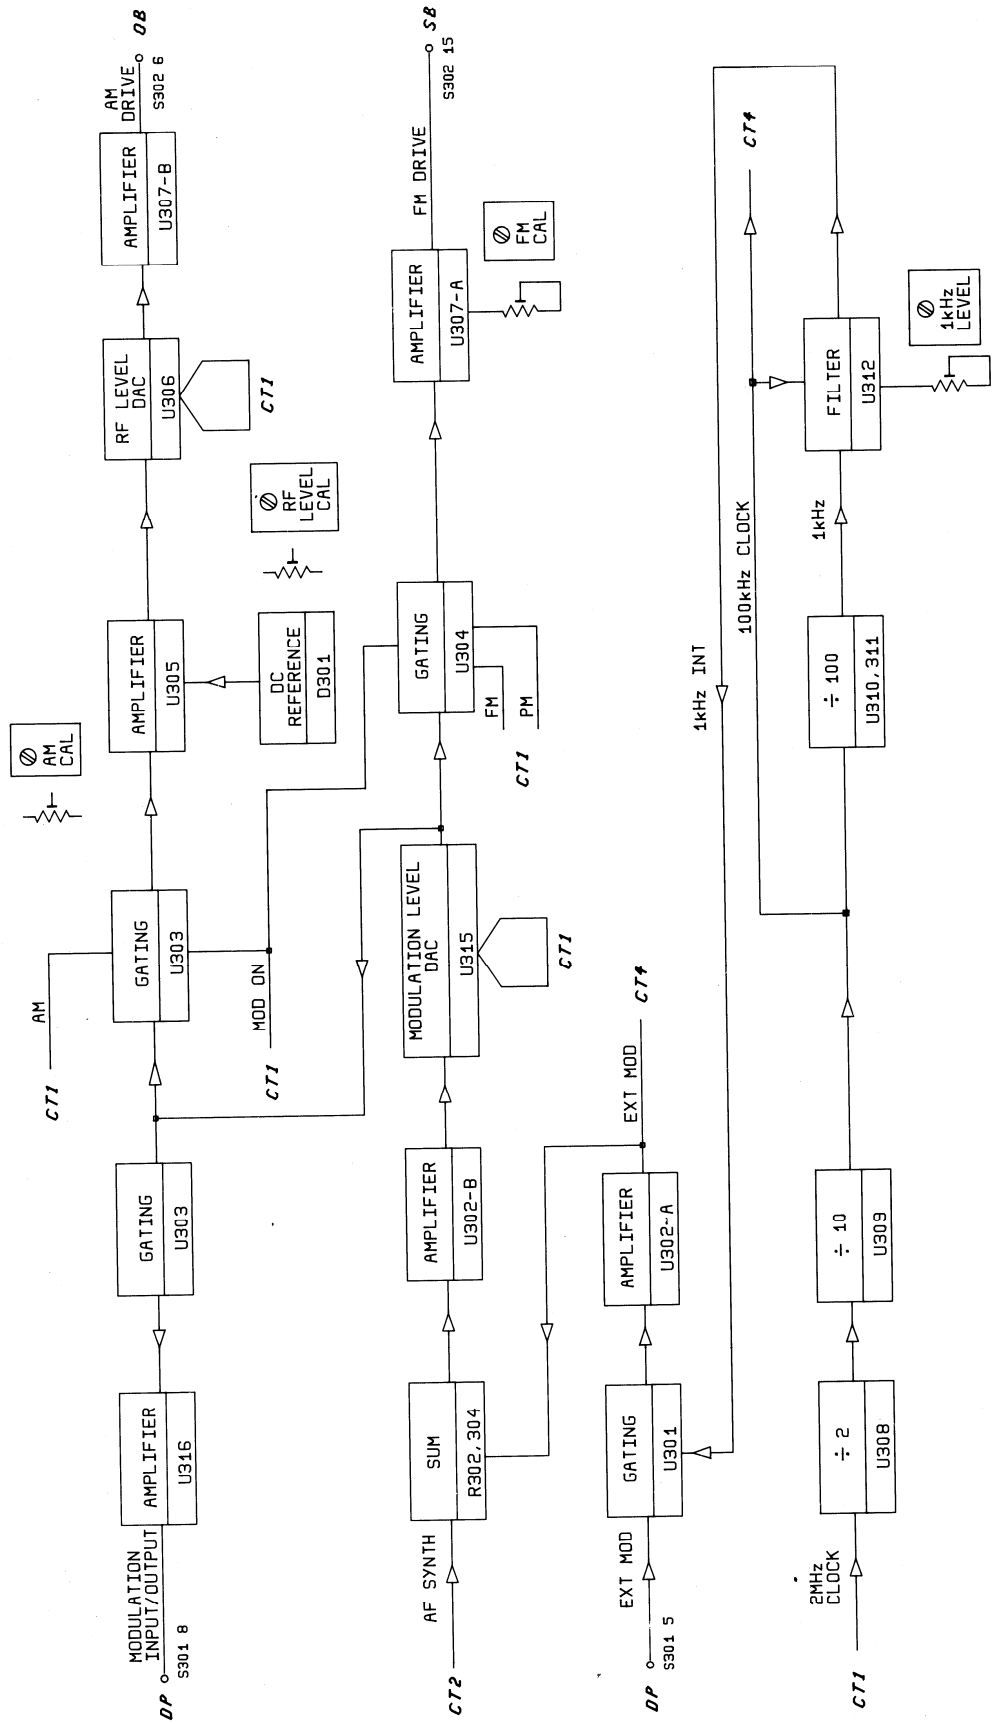 MODULATION
INPUT/OUTPUT
DP
S301 8
AMPLIFIER
U316
GATING
U303
CT1
AM
GATING
U303
MOD ON
CT1
AM
CAL
AMPLIFIER
U305
DC
REFERENCE
D301
RF
LEVEL
CAL
RF LEVEL
DAC
U306
CT1
AMPLIFIER
U307-B
AM
DRIVE
S302 6
OB
CT2
AF SYNTH
SUM
R302,304
AMPLIFIER
U302-B
MODULATION LEVEL
DAC
U315
CT1
GATING
U304
FM
PM
CT1
AMPLIFIER
U307-A
FM
CAL
FM DRIVE
S302 15
SB
DP
S301 5
EXT MOD
GATING
U301
AMPLIFIER
U302-A
EXT MOD
CT4
1kHz INT
100kHz CLOCK
CT4
CT1
2MHz
CLOCK
÷ 2
U308
÷ 10
U309
÷ 100
U310,311
1kHz
FILTER
U312
1kHz
LEVEL